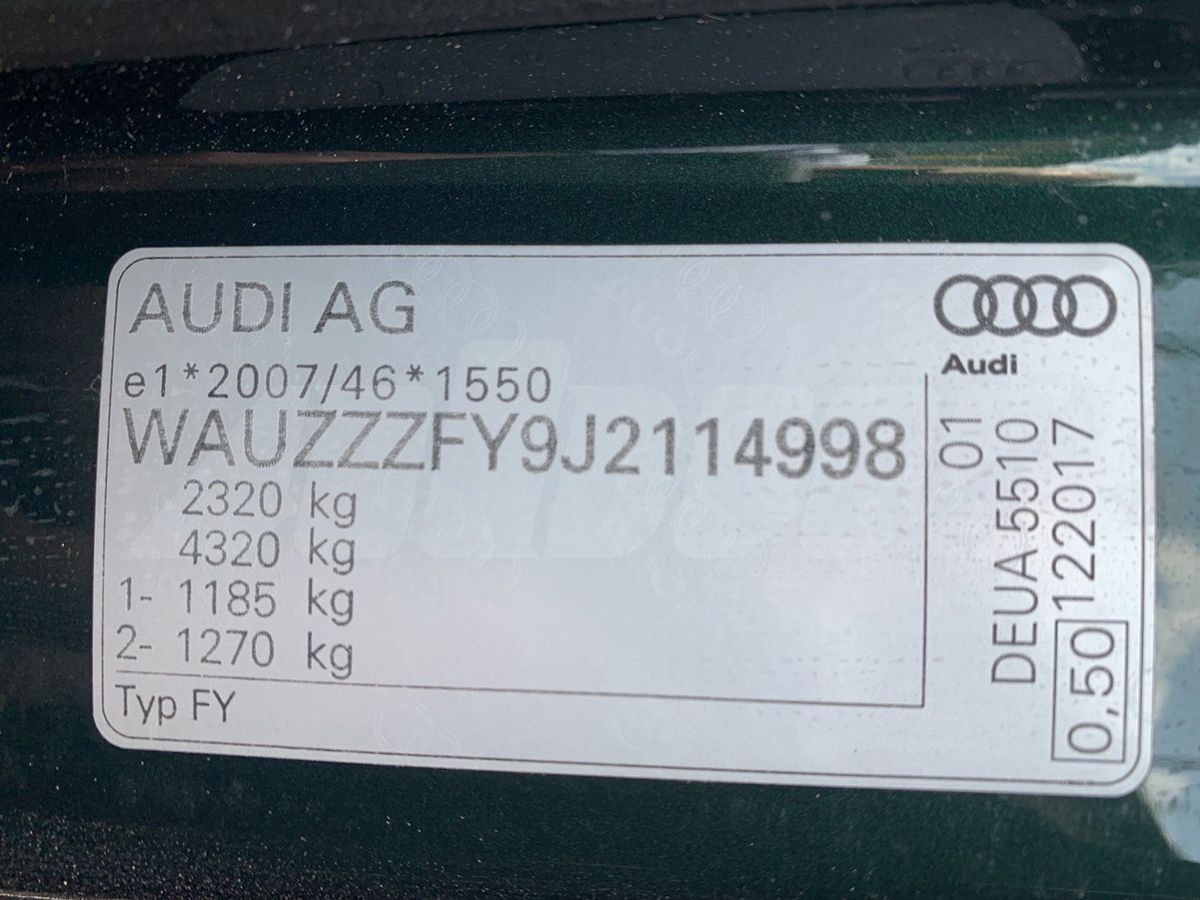 AUDI AG
Audi
e1*2007/46*1550
WAUZZZFY9J2114998
2320 kg
4320 kg
1- 1185 kg
2- 1270 kg
Typ FY
01
DEUA 5510
0,50 122017